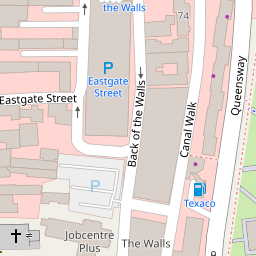 the Walls
74
P
Eastgate
Street
Eastgate Street
Back of the Walls
Canal Walk
Queensway
P
Texaco
Jobcentre
Plus
The Walls